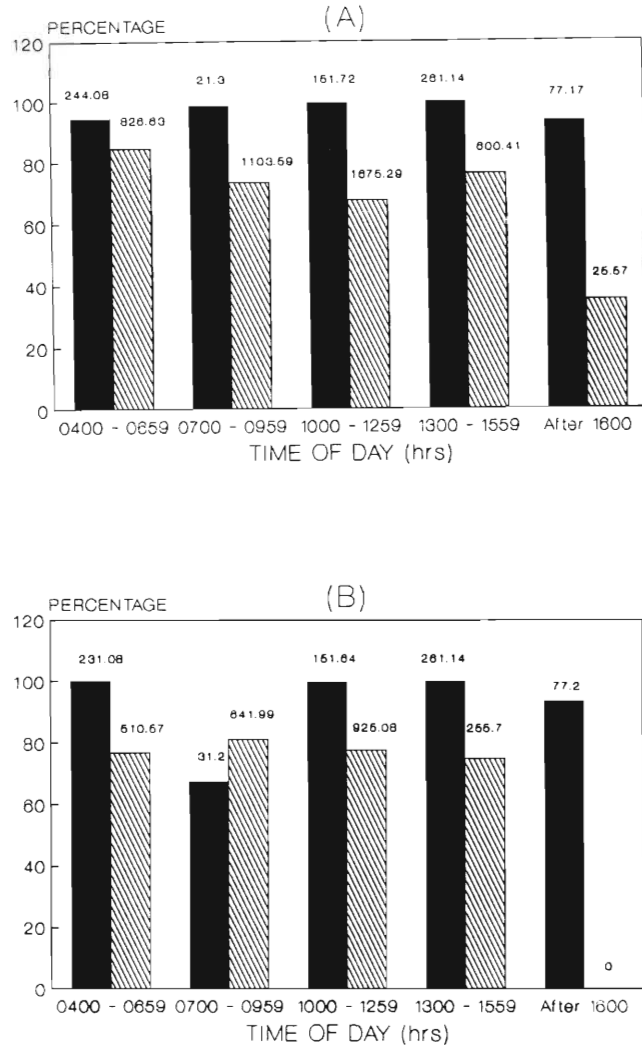 (A)
PERCENTAGE
120
100
80
60
40
20
0
244.08 826.63 21.3 1103.59 151.72 1675.29 261.14 600.41 77.17 25.57
0400 - 0659 0700 - 0959 1000 - 1259 1300 - 1559 After 1600
TIME OF DAY (hrs)
(B)
PERCENTAGE
120
100
80
60
40
20
0
231.08 510.57 31.2 641.99 151.64 925.08 261.14 255.7 77.2 0
0400 - 0659 0700 - 0959 1000 - 1259 1300 - 1559 After 1600
TIME OF DAY (hrs)